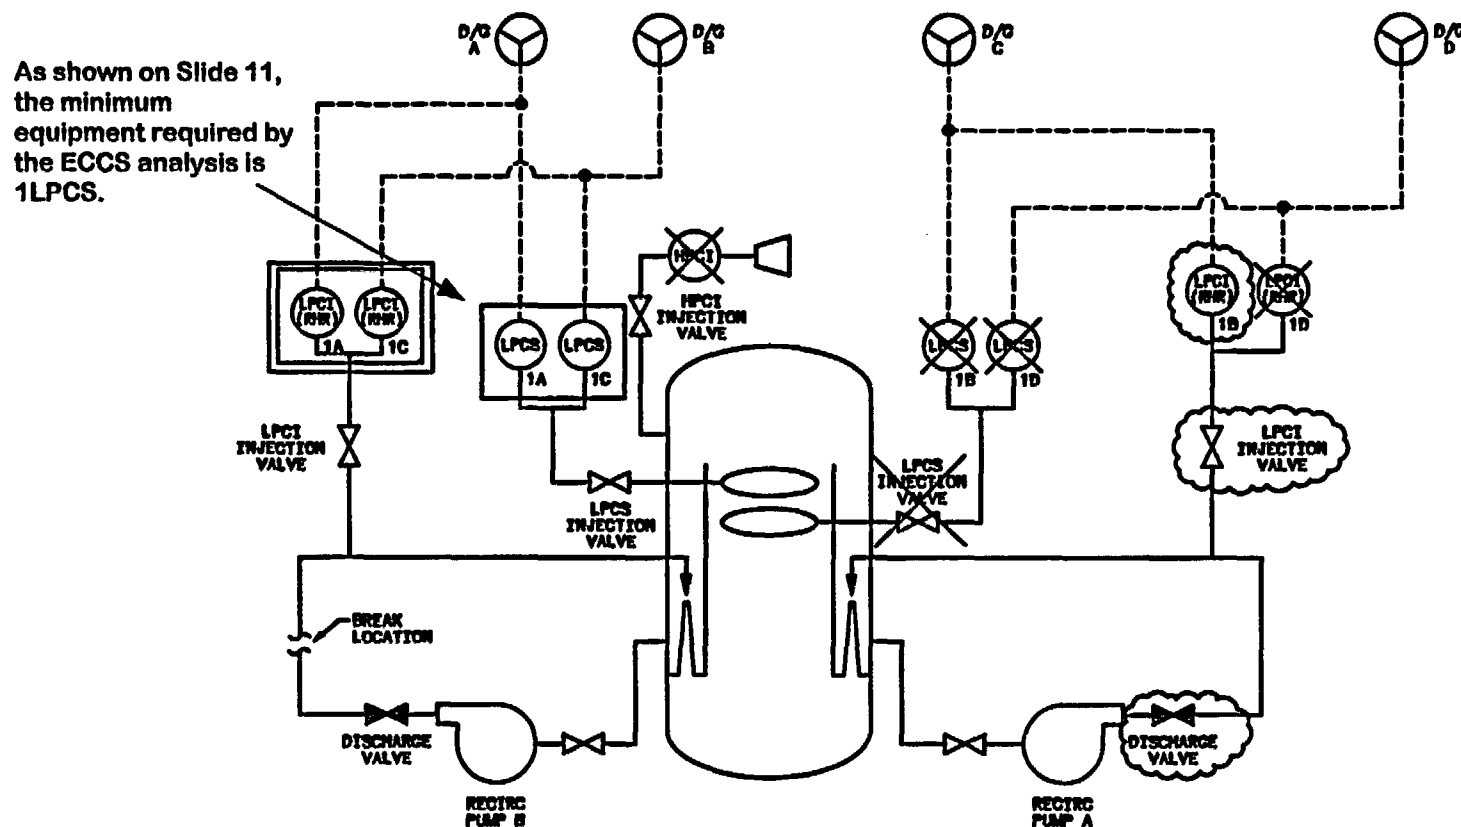 D/G
A
D/G
B
D/G
C
D/G
D
As shown on Slide 11,
the minimum
equipment required by
the ECCS analysis is
1LPCS.
HPCI
HPCI
INJECTION
VALVE
LPCI
(RHR)
1A
LPCI
(RHR)
1C
LPCS
1A
LPCS
1C
LPCS
1B
LPCS
1D
LPCI
(RHR)
1B
LPCI
(RHR)
1D
LPCI
INJECTION
VALVE
LPCS
INJECTION
VALVE
LPCS
INJECTION
VALVE
LPCI
INJECTION
VALVE
BREAK
LOCATION
DISCHARGE
VALVE
DISCHARGE
VALVE
RECIRC
PUMP B
RECIRC
PUMP A